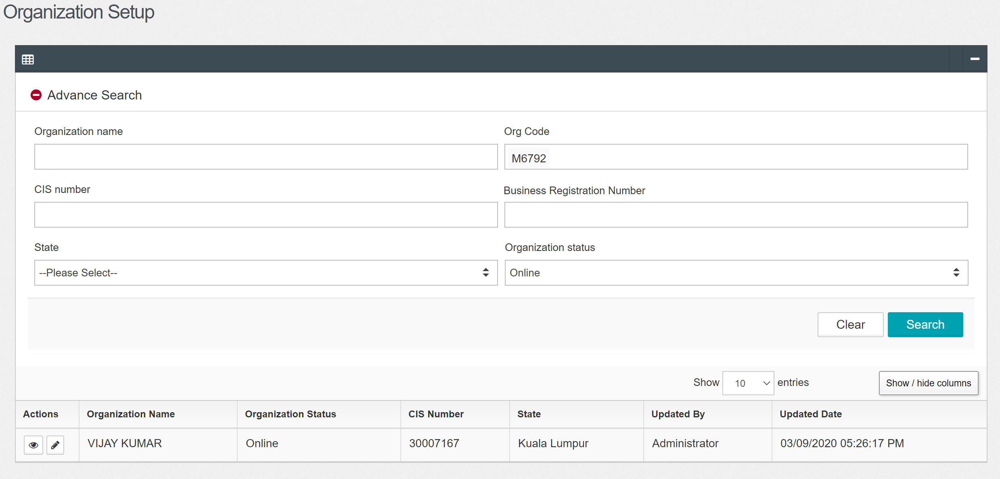 Organization Setup
Advance Search
Organization name
Org Code
M6792
CIS number
Business Registration Number
State
Organization status
--Please Select--
Online
Clear
Search
Show 10 entries
Show / hide columns
Actions Organization Name Organization Status CIS Number State Updated By Updated Date
VIJAY KUMAR Online 30007167 Kuala Lumpur Administrator 03/09/2020 05:26:17 PM